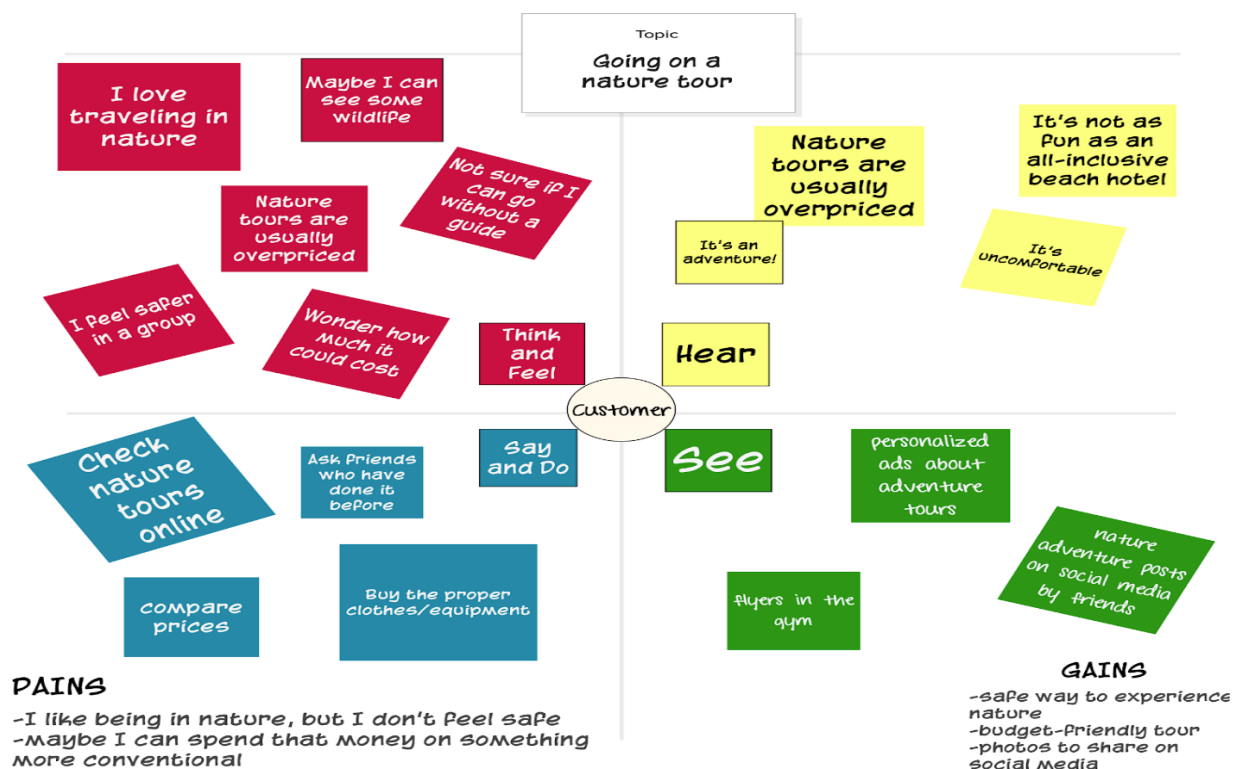 Topic
Going on a
nature tour
I love
traveling in
nature
Maybe I can
see some
wildlife
Not sure if I
can go
without a
guide
Nature
tours are
usually
overpriced
I feel safer
in a group
Wonder how
much it
could cost
Think
and
Feel
Nature
tours are
usually
overpriced
It's not as
fun as an
all-inclusive
beach hotel
It's an
adventure!
It's
uncomfortable
Hear
Customer
Check
nature
tours
online
Ask friends
who have
done it
before
Say
and Do
compare
prices
Buy the proper
clothes/equipment
See
personalized
ads about
adventure
tours
nature
adventure posts
on social media
by friends
flyers in the
gym
PAINS
-I like being in nature, but I don't feel safe
-maybe I can spend that money on something
more conventional
GAINS
-safe way to experience
nature
-budget-friendly tour
-photos to share on
social media